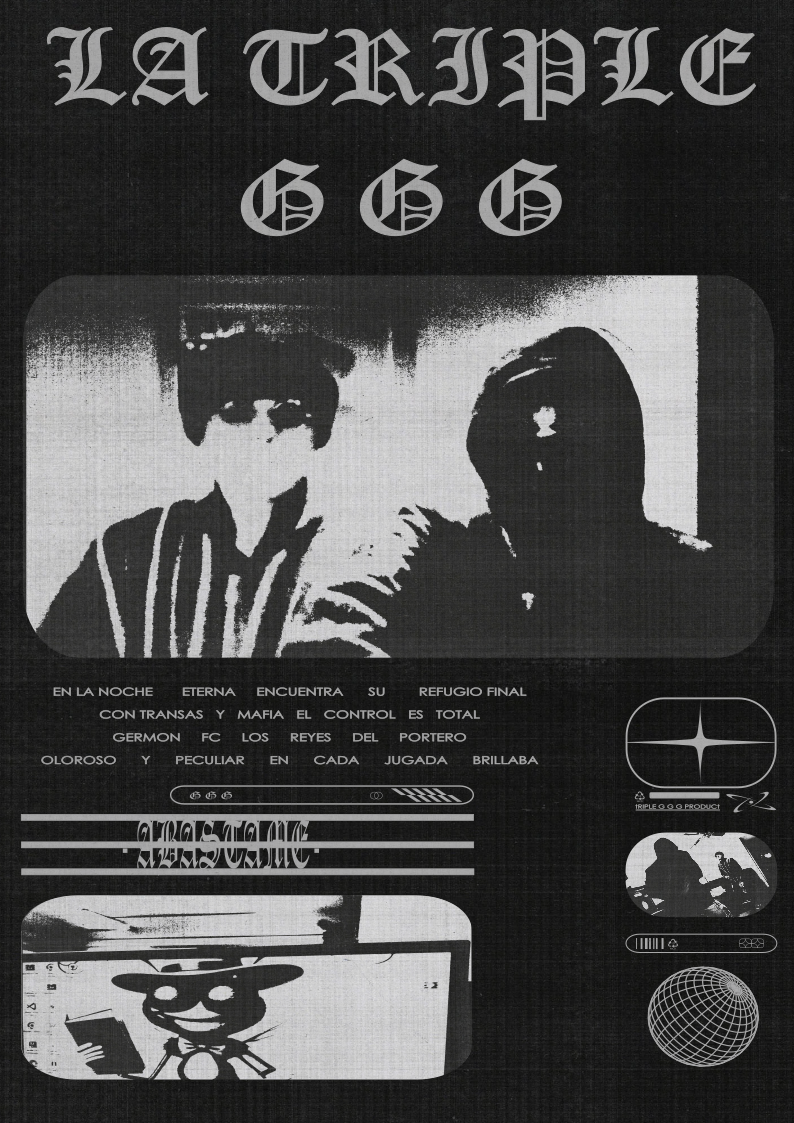 LA TRIPLE
G G G
EN LA NOCHE ETERNA ENCUENTRA SU REFUGIO FINAL
CON TRANSAS Y MAFIA EL CONTROL ES TOTAL
GERMON FC LOS REYES DEL PORTERO
OLOROSO Y PECULIAR EN CADA JUGADA BRILLABA
G G G
·ABASTAME·
tRIPLE G G G PRODUCt